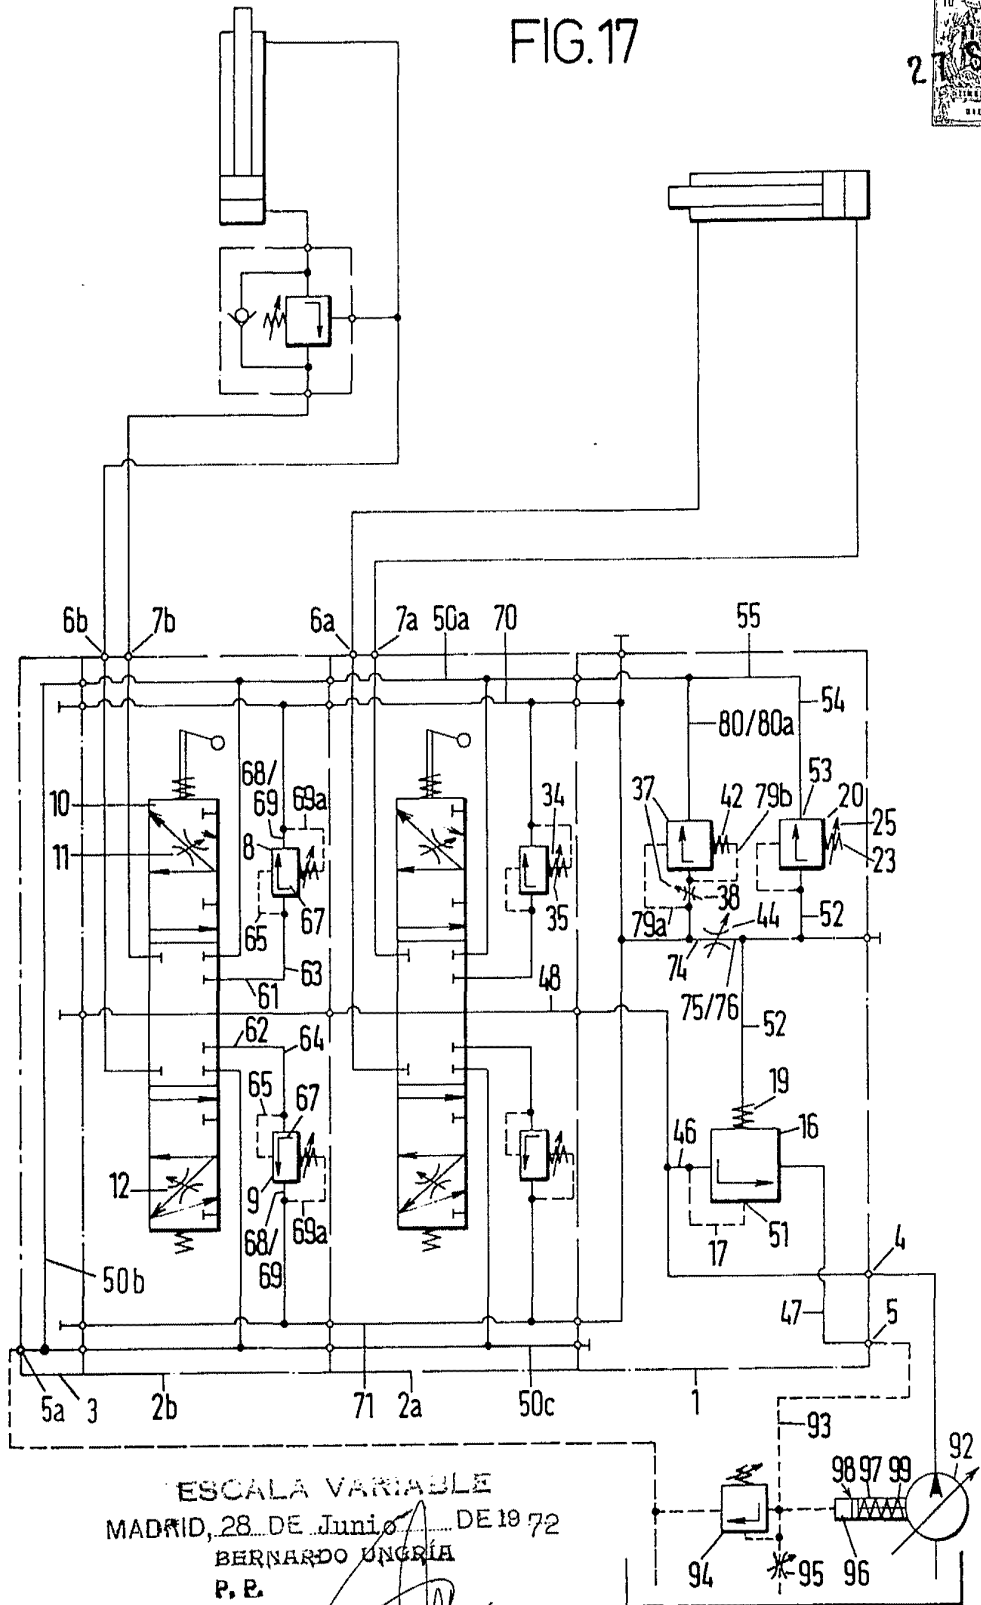 FIG.17
27 S
6b 7b 6a 7a 50a 70 55
54
80/80a
53
10 68/ 69 69a 34 37 42 79b 20 25
11 8 23
65 67 35 79a 38 44 52
63 74
61 48 75/76
62 64 52
65 67 19
46 16
12 9 69a 17 51
68/ 69
4
50b 47 5
5a 3 2b 71 2a 50c 1
93
92
98 97 99
94 95 96
ESCALA VARIABLE
MADRID, 28 DE Junio DE 1972
BERNARDO UNGRIA
P. P.